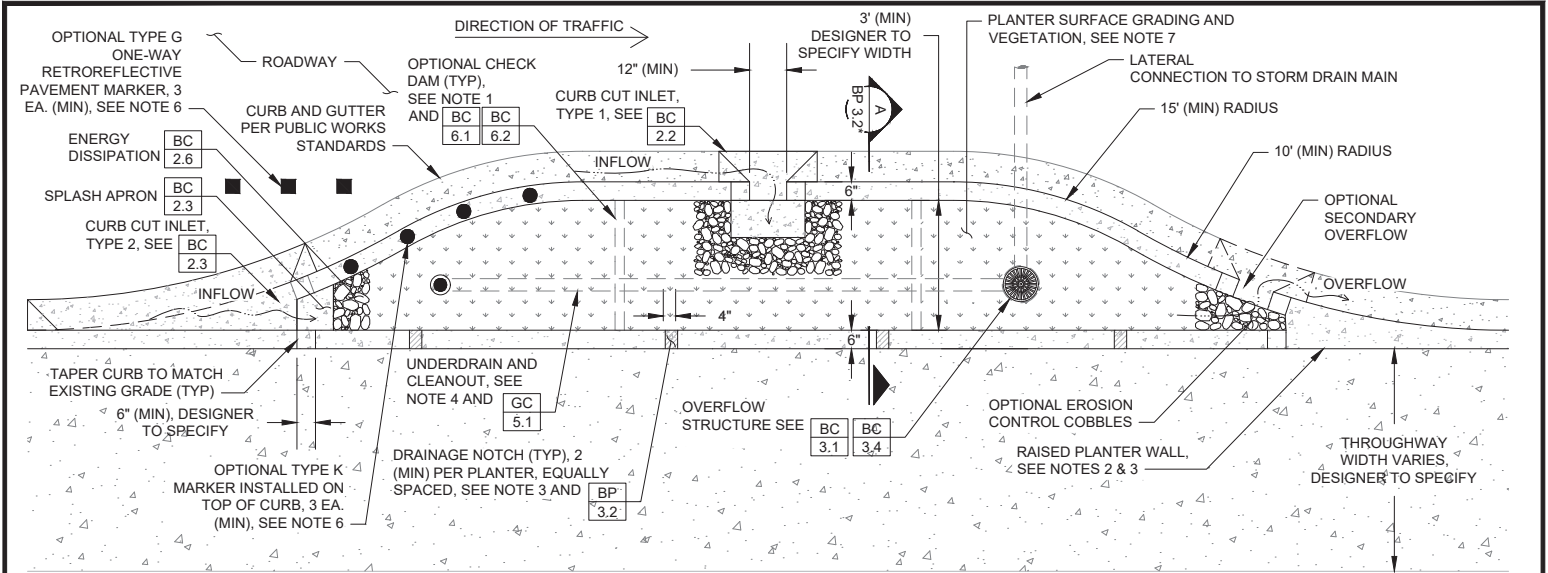 OPTIONAL TYPE G
ONE-WAY
RETROREFLECTIVE
PAVEMENT MARKER, 3
EA. (MIN), SEE NOTE 6
ROADWAY
DIRECTION OF TRAFFIC
3' (MIN)
DESIGNER TO
SPECIFY WIDTH
PLANTER SURFACE GRADING AND
VEGETATION, SEE NOTE 7
LATERAL
CONNECTION TO STORM DRAIN MAIN
15' (MIN) RADIUS
10' (MIN) RADIUS
OPTIONAL
SECONDARY
OVERFLOW
OVERFLOW
OPTIONAL CHECK
DAM (TYP),
SEE NOTE 1
AND
BC
6.1
BC
6.2
12" (MIN)
CURB CUT INLET,
TYPE 1, SEE
BC
2.2
A
BP 3.2*
CURB AND GUTTER
PER PUBLIC WORKS
STANDARDS
ENERGY
DISSIPATION
BC
2.6
SPLASH APRON
BC
2.3
CURB CUT INLET,
TYPE 2, SEE
BC
2.3
INFLOW
INFLOW
6"
4"
6"
TAPER CURB TO MATCH
EXISTING GRADE (TYP)
6" (MIN), DESIGNER
TO SPECIFY
OPTIONAL TYPE K
MARKER INSTALLED ON
TOP OF CURB, 3 EA.
(MIN), SEE NOTE 6
UNDERDRAIN AND
CLEANOUT, SEE
NOTE 4 AND
GC
5.1
DRAINAGE NOTCH (TYP), 2
(MIN) PER PLANTER, EQUALLY
SPACED, SEE NOTE 3 AND
BP
3.2
OVERFLOW
STRUCTURE SEE
BC
3.1
BC
3.4
OPTIONAL EROSION
CONTROL COBBLES
RAISED PLANTER WALL,
SEE NOTES 2 & 3
THROUGHWAY
WIDTH VARIES,
DESIGNER TO SPECIFY